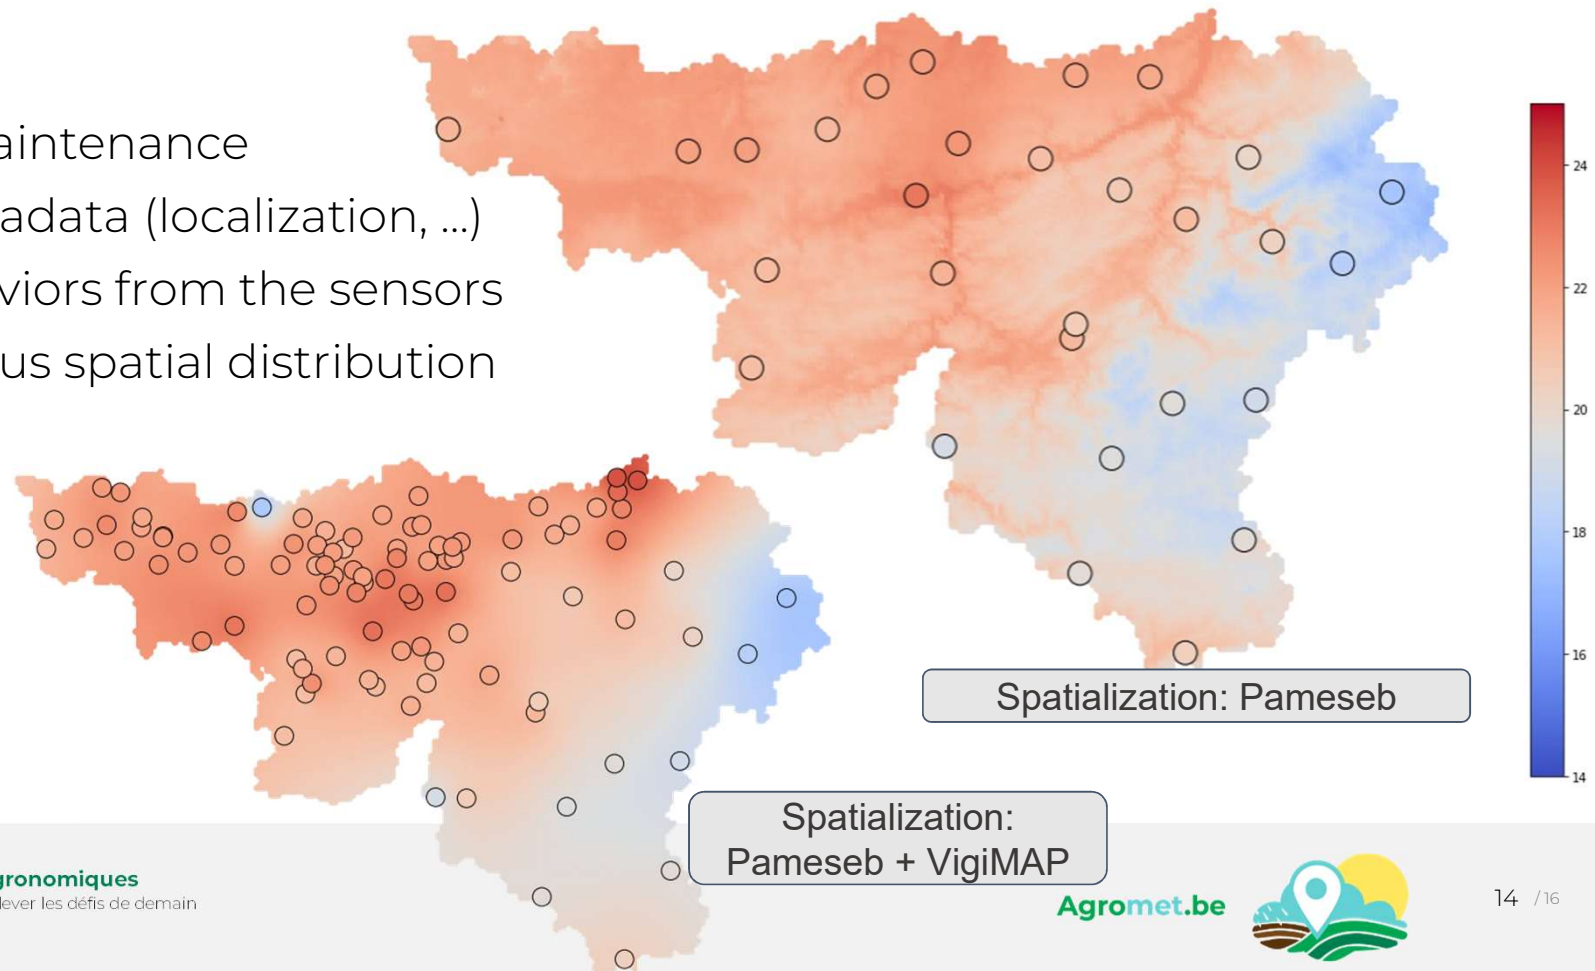 aintenance
adata (localization, ...)
viors from the sensors
us spatial distribution
24
22
20
18
16
14
Spatialization: Pameseb
Spatialization:
Pameseb + VigiMAP
gronomiques
lever les défis de demain
Agromet.be
14 / 16